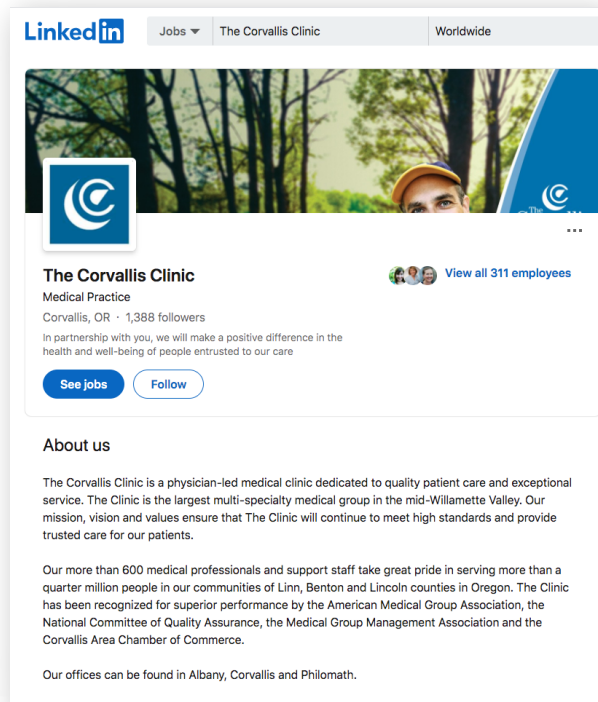 LinkedIn
Jobs
The Corvallis Clinic
Worldwide
The
The Corvallis Clinic
View all 311 employees
Medical Practice
Corvallis, OR · 1,388 followers
In partnership with you, we will make a positive difference in the
health and well-being of people entrusted to our care
See jobs
Follow
About us
The Corvallis Clinic is a physician-led medical clinic dedicated to quality patient care and exceptional
service. The Clinic is the largest multi-specialty medical group in the mid-Willamette Valley. Our
mission, vision and values ensure that The Clinic will continue to meet high standards and provide
trusted care for our patients.
Our more than 600 medical professionals and support staff take great pride in serving more than a
quarter million people in our communities of Linn, Benton and Lincoln counties in Oregon. The Clinic
has been recognized for superior performance by the American Medical Group Association, the
National Committee of Quality Assurance, the Medical Group Management Association and the
Corvallis Area Chamber of Commerce.
Our offices can be found in Albany, Corvallis and Philomath.